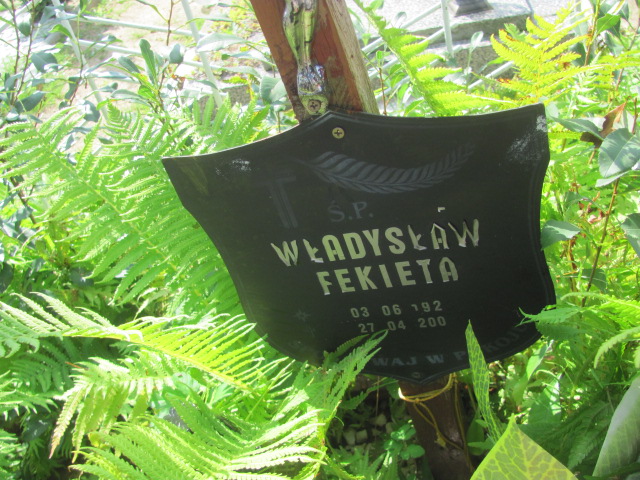 Ś.P.
WŁADYSŁAW
FEKIETA
03 06 192
27 04 200
W